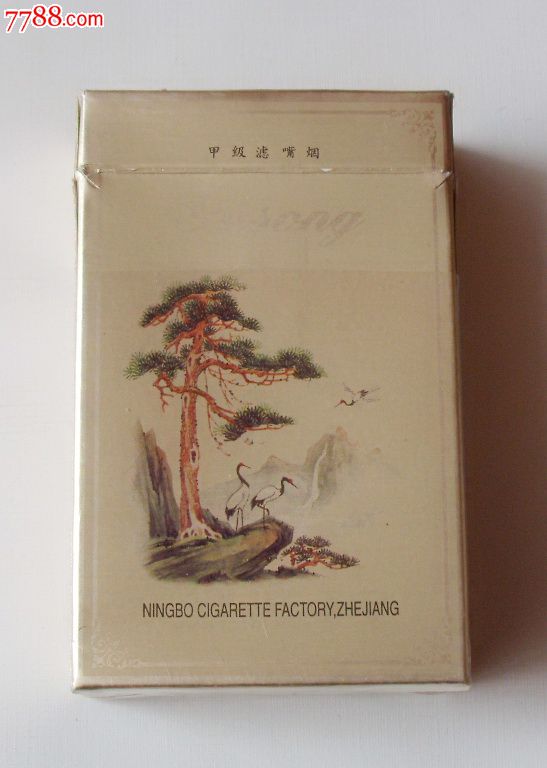 7788.com
甲级滤嘴烟
NINGBO CIGARETTE FACTORY,ZHEJIANG